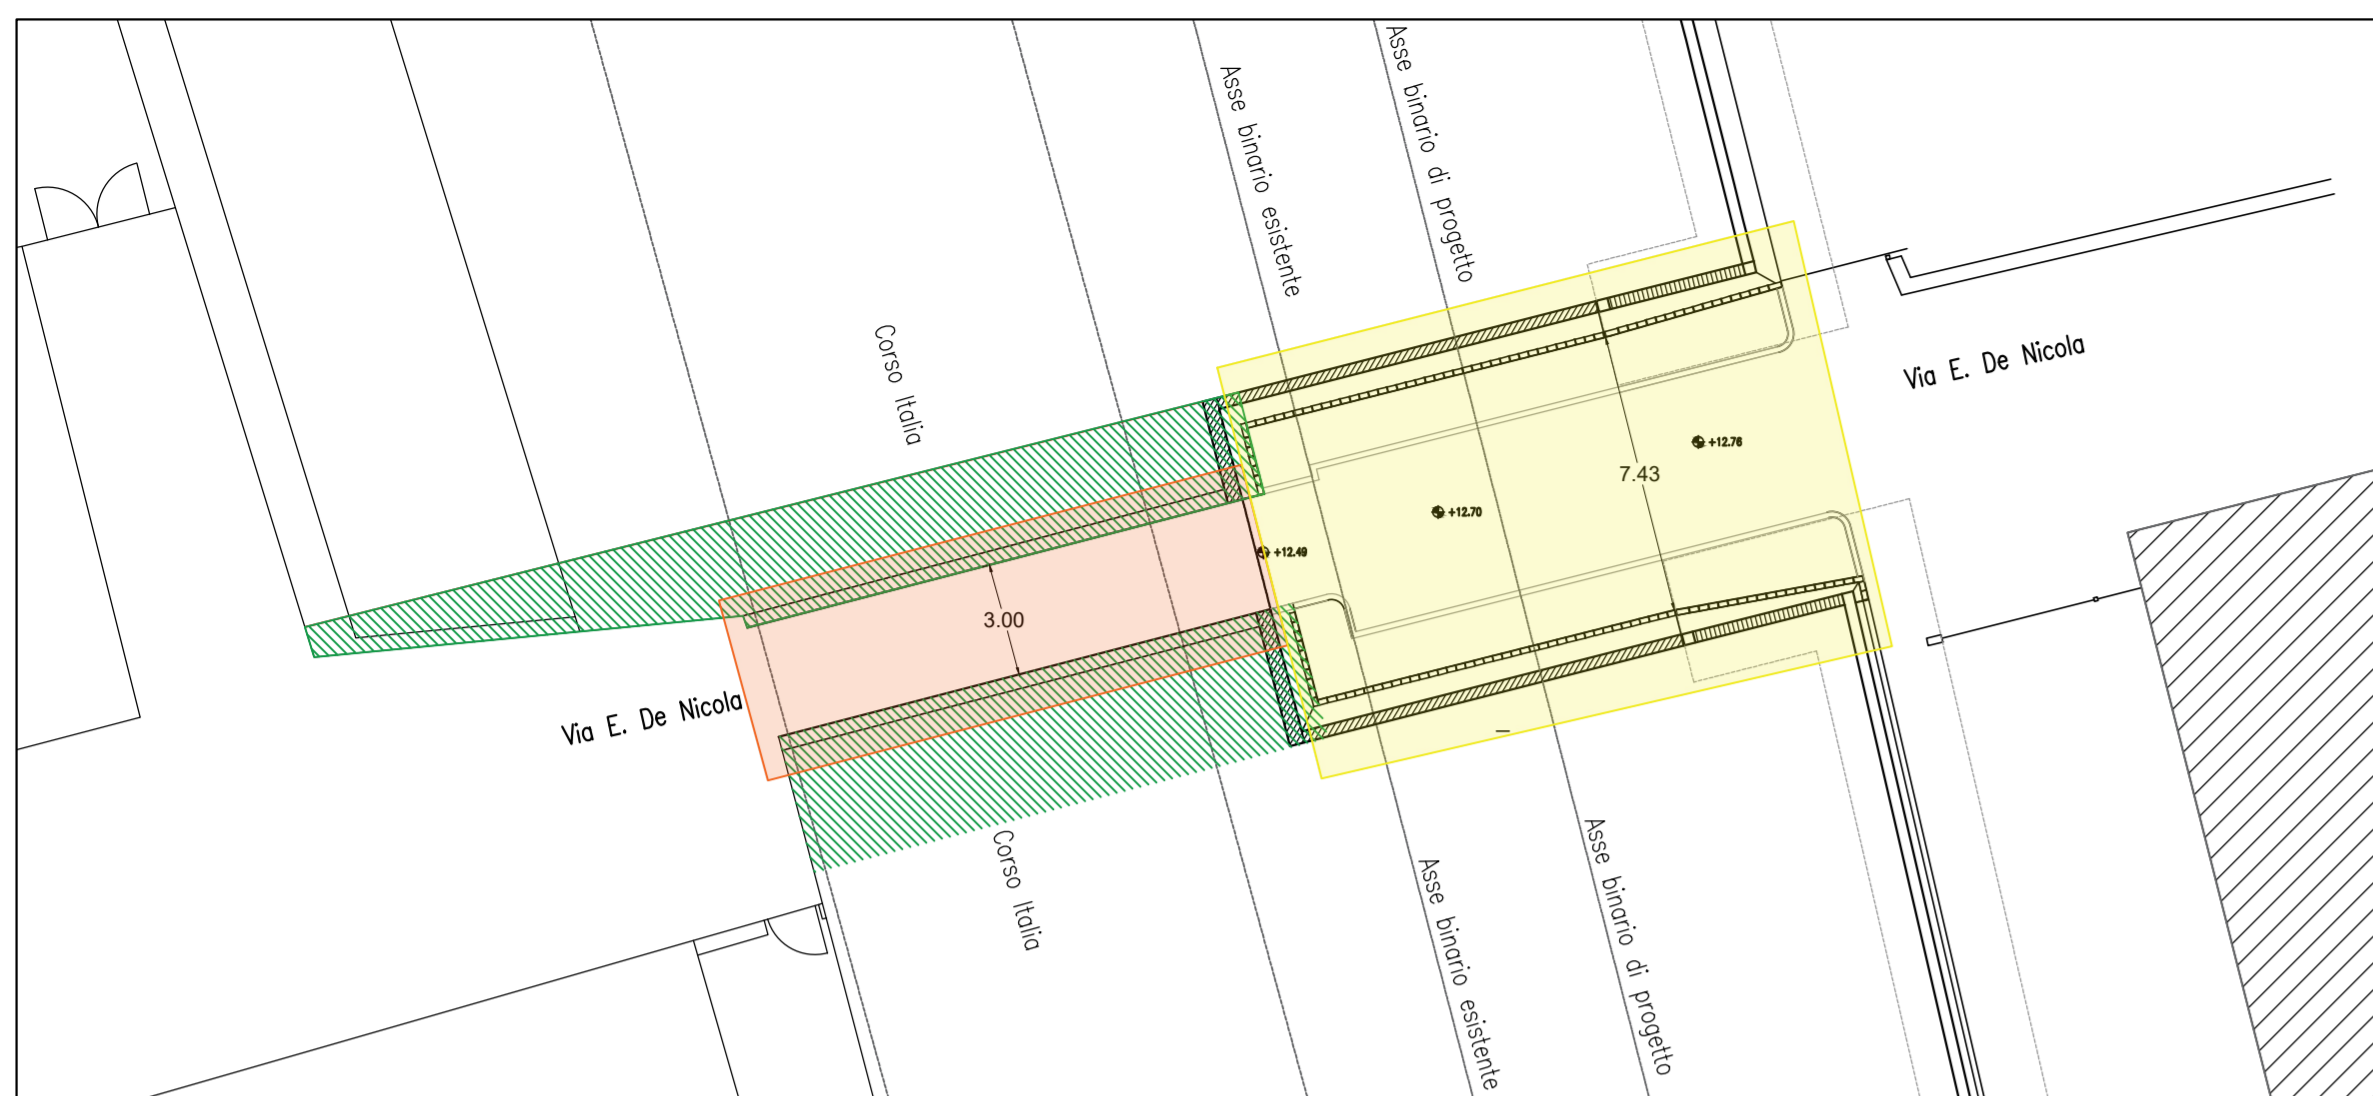 Asse binario di progetto
Asse binario esistente
Corso Italia
Via E. De Nicola
+12.76
7.43
+12.70
+12.49
3.00
Via E. De Nicola
Corso Italia
Asse binario di progetto
Asse binario esistente